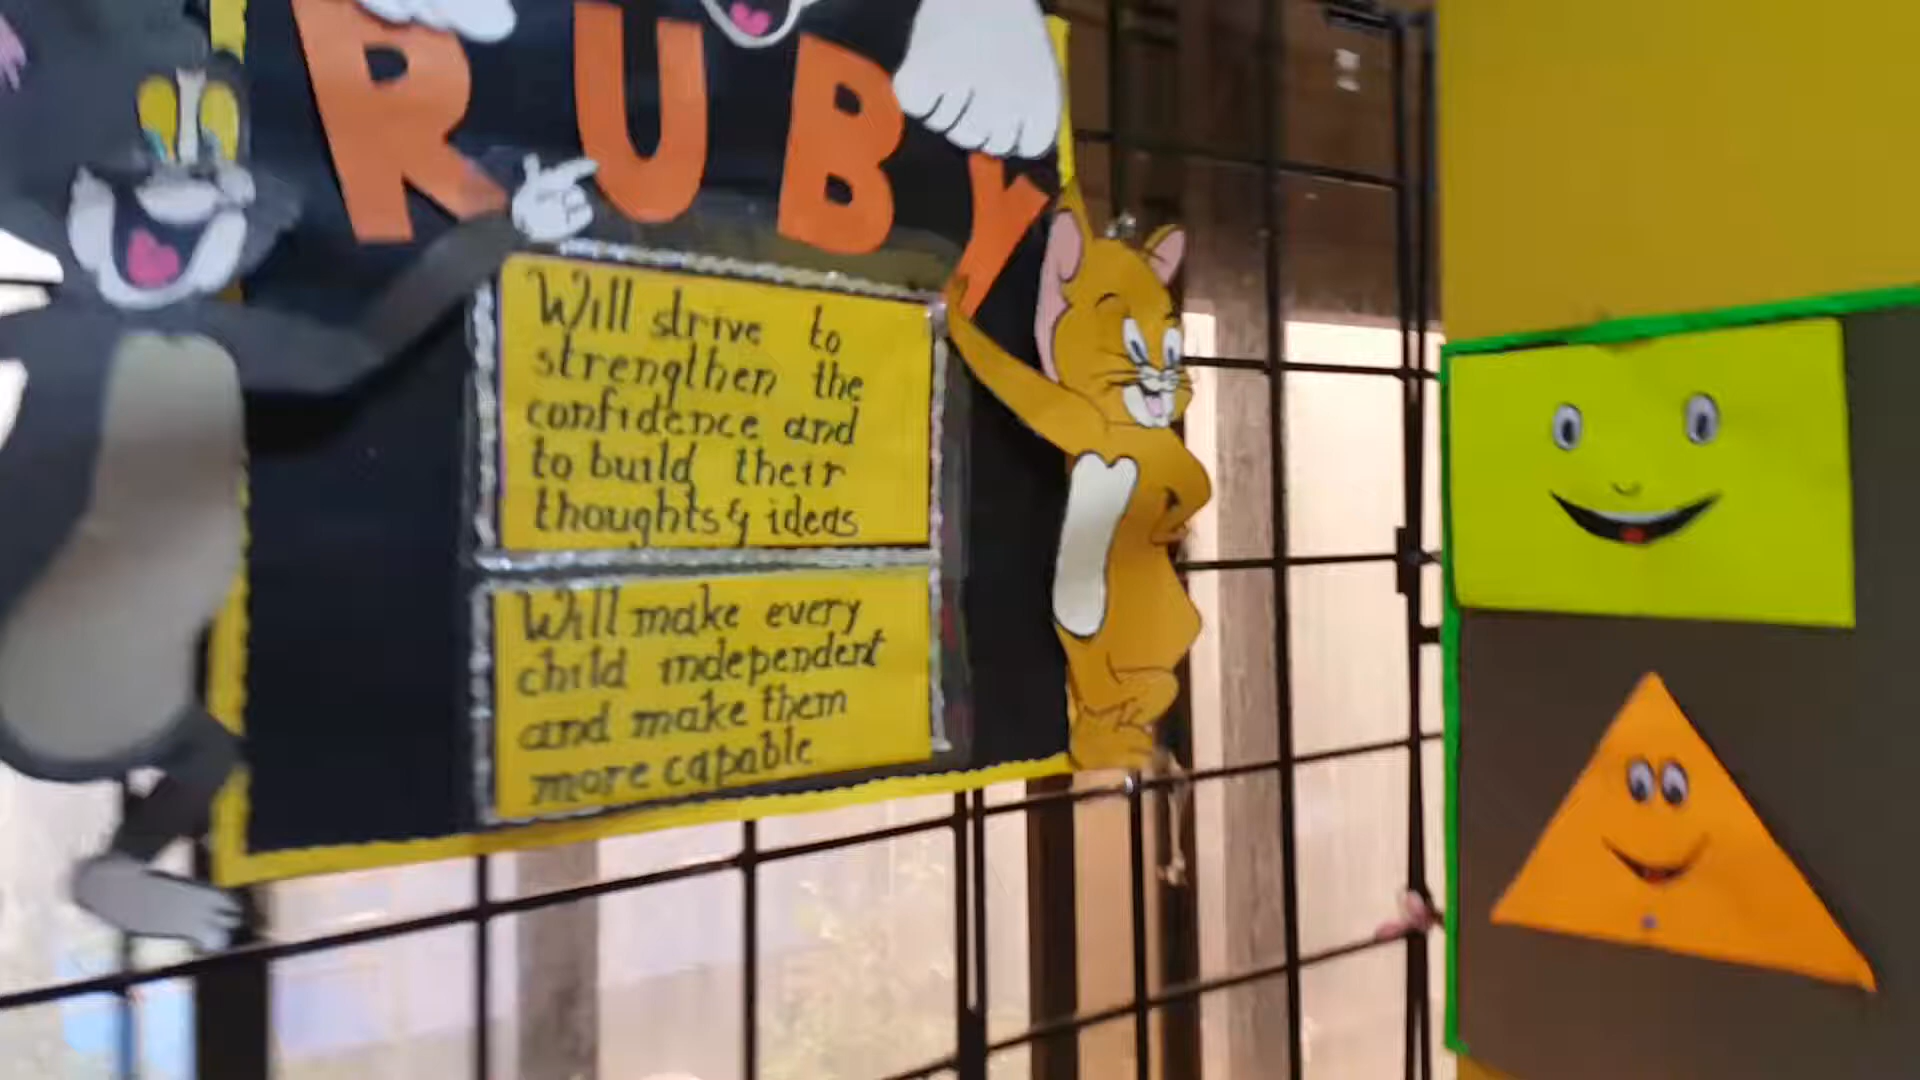 RUBY
Will strive to
strengthen the
confidence and
to build their
thoughts & ideas
Will make every
child independent
and make them
more capable